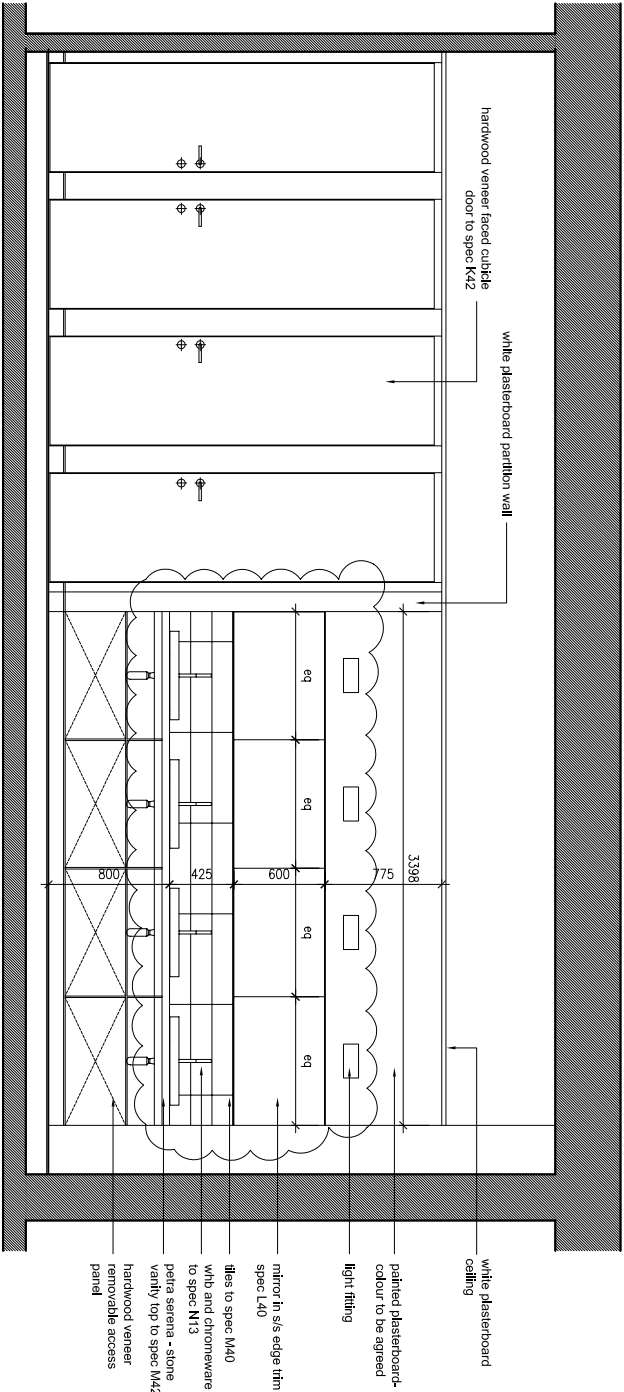 hardwood veneer faced cubicle
door to spec K42
white plasterboard partition wall
3398
eq
eq
eq
eq
775
600
425
800
white plasterboard
ceiling
painted plasterboard-
colour to be agreed
light fitting
mirror in s/s edge trim
spec L40
tiles to spec M40
whb and chromeware
to spec N13
petra serena - stone
vanity top to spec M42
hardwood veneer
removable access
panel